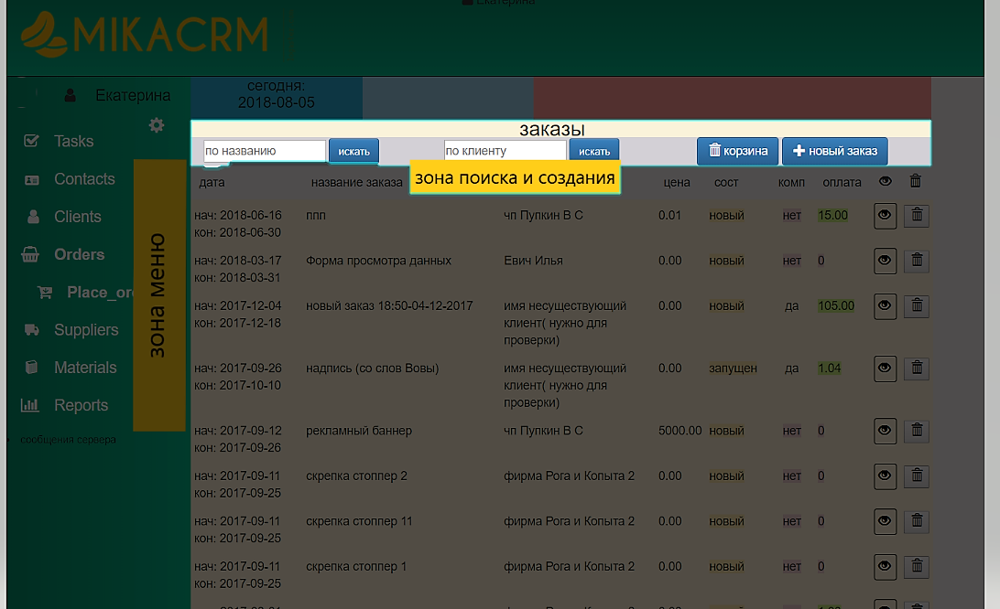 Екатерина
MIKACRM
Екатерина
сегодня:
2018-08-05
заказы
по названию искать по клиенту искать корзина новый заказ
зона поиска и создания
Tasks
Contacts
Clients
Orders
Place_or
Suppliers
Materials
Reports
сообщения сервера
зона меню
дата название заказа цена сост комп оплата
нач: 2018-06-16 ппп чп Пупкин В С 0.01 новый нет 15.00
кон: 2018-06-30
нач: 2018-03-17 Форма просмотра данных Евич Илья 0.00 новый нет 0
кон: 2018-03-31
нач: 2017-12-04 новый заказ 18:50-04-12-2017 имя несуществующий 0.00 новый да 105.00
кон: 2017-12-18 клиент( нужно для
проверки)
нач: 2017-09-26 надпись (со слов Вовы) имя несуществующий 0.00 запущен да 1.04
кон: 2017-10-10 клиент( нужно для
проверки)
нач: 2017-09-12 рекламный баннер чп Пупкин В С 5000.00 новый нет 0
кон: 2017-09-26
нач: 2017-09-11 скрепка стоппер 2 фирма Рога и Копыта 2 0.00 новый нет 0
кон: 2017-09-25
нач: 2017-09-11 скрепка стоппер 11 фирма Рога и Копыта 2 0.00 новый нет 0
кон: 2017-09-25
нач: 2017-09-11 скрепка стоппер 1 фирма Рога и Копыта 2 0.00 новый нет 0
кон: 2017-09-25